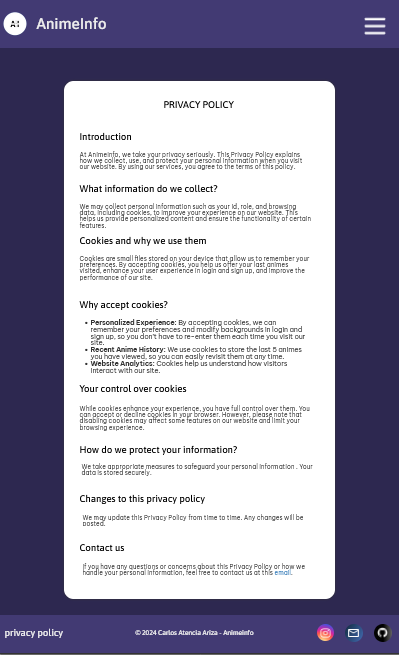 Ai AnimeInfo
PRIVACY POLICY
Introduction
At AnimeInfo, we take your privacy seriously. This Privacy Policy explains
how we collect, use, and protect your personal information when you visit
our website. By using our services, you agree to the terms of this policy.
What information do we collect?
We may collect personal information such as your id, role, and browsing
data, including cookies, to improve your experience on our website. This
helps us provide personalized content and ensure the functionality of certain
features.
Cookies and why we use them
Cookies are small files stored on your device that allow us to remember your
preferences. By accepting cookies, you help us offer your last animes
visited, enhance your user experience in login and sign up, and improve the
performance of our site.
Why accept cookies?
• Personalized Experience: By accepting cookies, we can
remember your preferences and modify backgrounds in login and
sign up, so you don't have to re-enter them each time you visit our
site.
• Recent Anime History: We use cookies to store the last 5 animes
you have viewed, so you can easily revisit them at any time.
• Website Analytics: Cookies help us understand how visitors
interact with our site.
Your control over cookies
While cookies enhance your experience, you have full control over them. You
can accept or decline cookies in your browser. However, please note that
disabling cookies may affect some features on our website and limit your
browsing experience.
How do we protect your information?
We take appropriate measures to safeguard your personal information . Your
data is stored securely.
Changes to this privacy policy
We may update this Privacy Policy from time to time. Any changes will be
posted.
Contact us
If you have any questions or concerns about this Privacy Policy or how we
handle your personal information, feel free to contact us at this email.
privacy policy
© 2024 Carlos Atencia Ariza - AnimeInfo